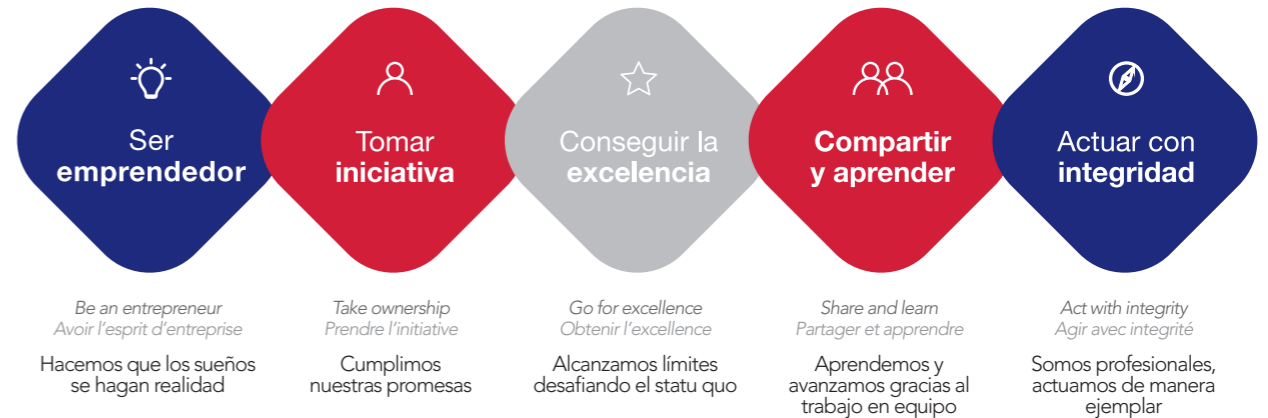 Ser
emprendedor
Tomar
iniciativa
Conseguir la
excelencia
Compartir
y aprender
Actuar con
integridad
Be an entrepreneur
Avoir l'esprit d'entreprise
Hacemos que los sueños
se hagan realidad
Take ownership
Prendre l'initiative
Cumplimos
nuestras promesas
Go for excellence
Obtenir l'excellence
Alcanzamos límites
desafiando el statu quo
Share and learn
Partager et apprendre
Aprendemos y
avanzamos gracias al
trabajo en equipo
Act with integrity
Agir avec integrité
Somos profesionales,
actuamos de manera
ejemplar